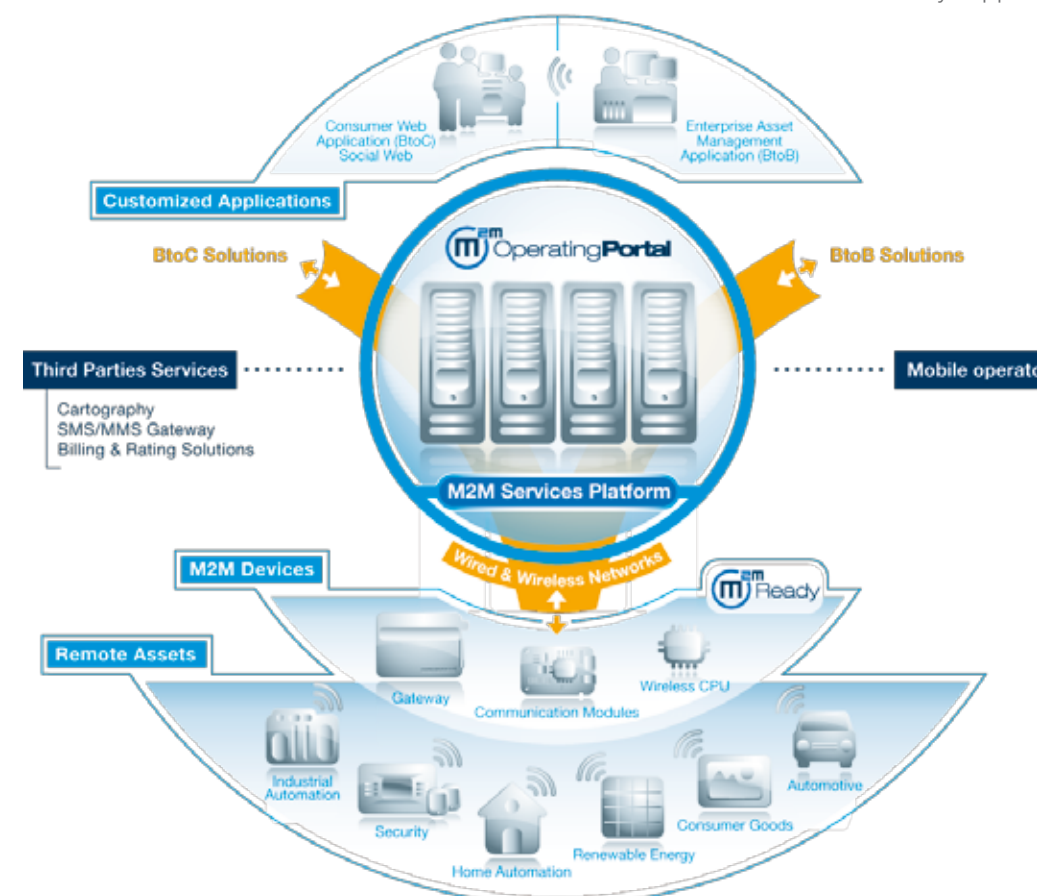 Consumer Web
Application (BtoC)
Social Web
Enterprise Asset
Management
Application (BtoB)
Customized Applications
m2m OperatingPortal
BtoC Solutions
BtoB Solutions
Third Parties Services
Mobile operato
Cartography
SMS/MMS Gateway
Billing & Rating Solutions
M2M Services Platform
Wired & Wireless Networks
M2M Devices
m2m Ready
Remote Assets
Gateway
Communication Modules
Wireless CPU
Industrial
Automation
Security
Home Automation
Renewable Energy
Consumer Goods
Automotive